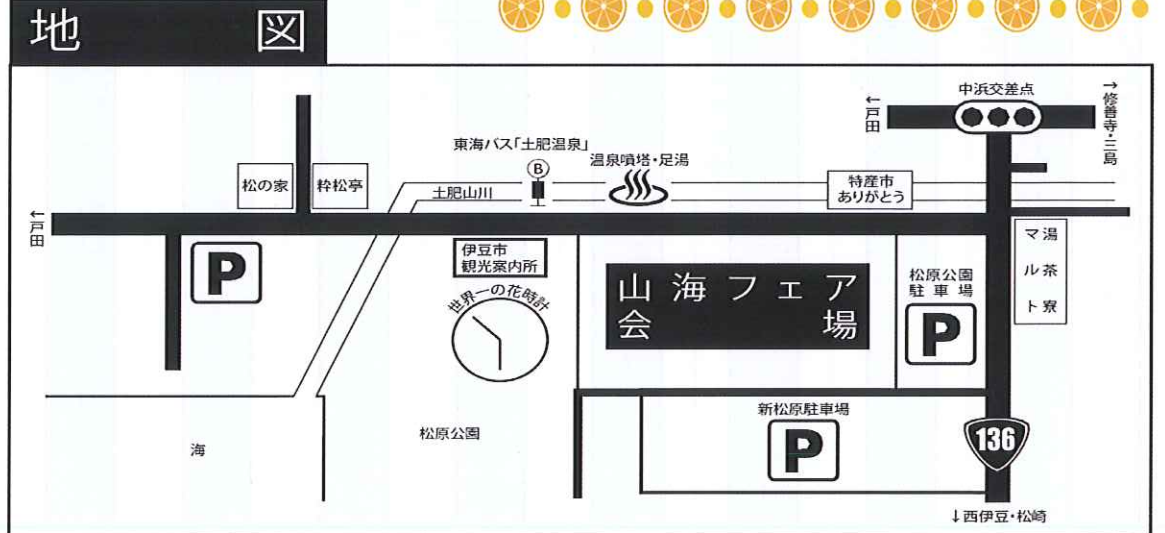 地図
中浜交差点
←戸田
→修善寺・三島
東海バス「土肥温泉」
B
温泉噴塔・足湯
松の家
粋松亭
土肥山川
特産市
ありがとう
←戸田
P
伊豆市
観光案内所
世界一の花時計
山海フェア
会場
松原公園
駐車場
P
湯茶寮
マルト
新松原駐車場
P
136
松原公園
海
↓西伊豆・松崎